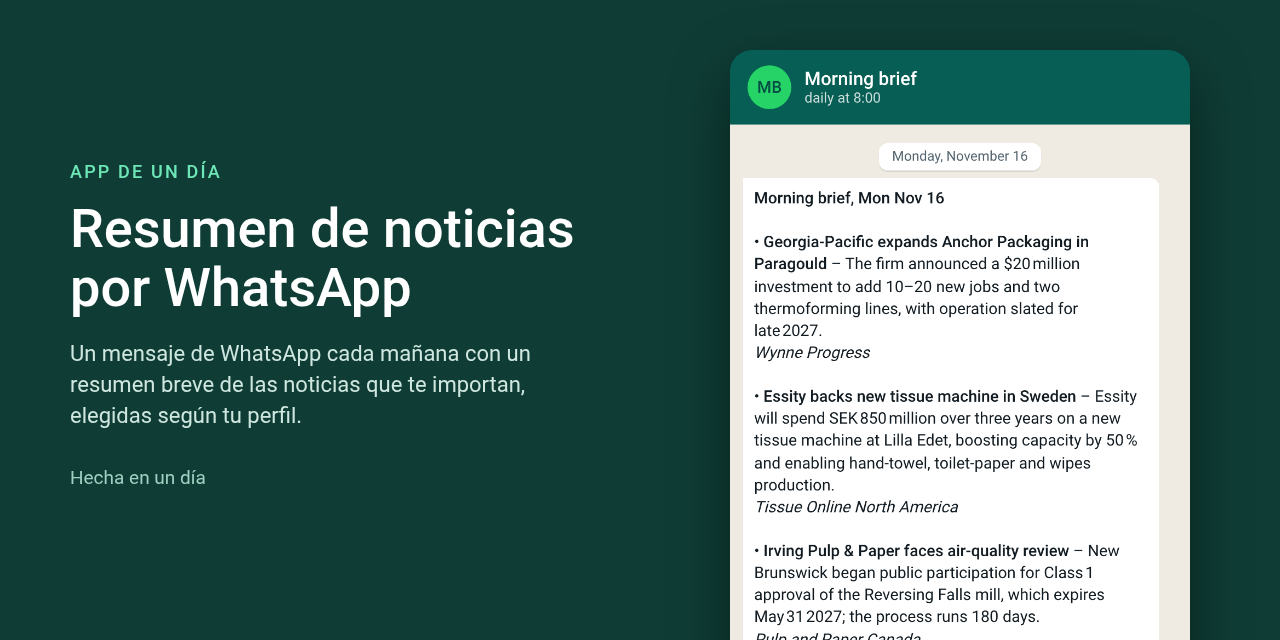 APP DE UN DÍA
Resumen de noticias
por WhatsApp
Un mensaje de WhatsApp cada mañana con un
resumen breve de las noticias que te importan,
elegidas según tu perfil.
Hecha en un día
MB
Morning brief
daily at 8:00
Monday, November 16
Morning brief, Mon Nov 16
• Georgia-Pacific expands Anchor Packaging in
Paragould – The firm announced a $20 million
investment to add 10–20 new jobs and two
thermoforming lines, with operation slated for
late 2027.
Wynne Progress
• Essity backs new tissue machine in Sweden – Essity
will spend SEK 850 million over three years on a new
tissue machine at Lilla Edet, boosting capacity by 50 %
and enabling hand-towel, toilet-paper and wipes
production.
Tissue Online North America
• Irving Pulp & Paper faces air-quality review – New
Brunswick began public participation for Class 1
approval of the Reversing Falls mill, which expires
May 31 2027; the process runs 180 days.
Pulp and Paper Canada